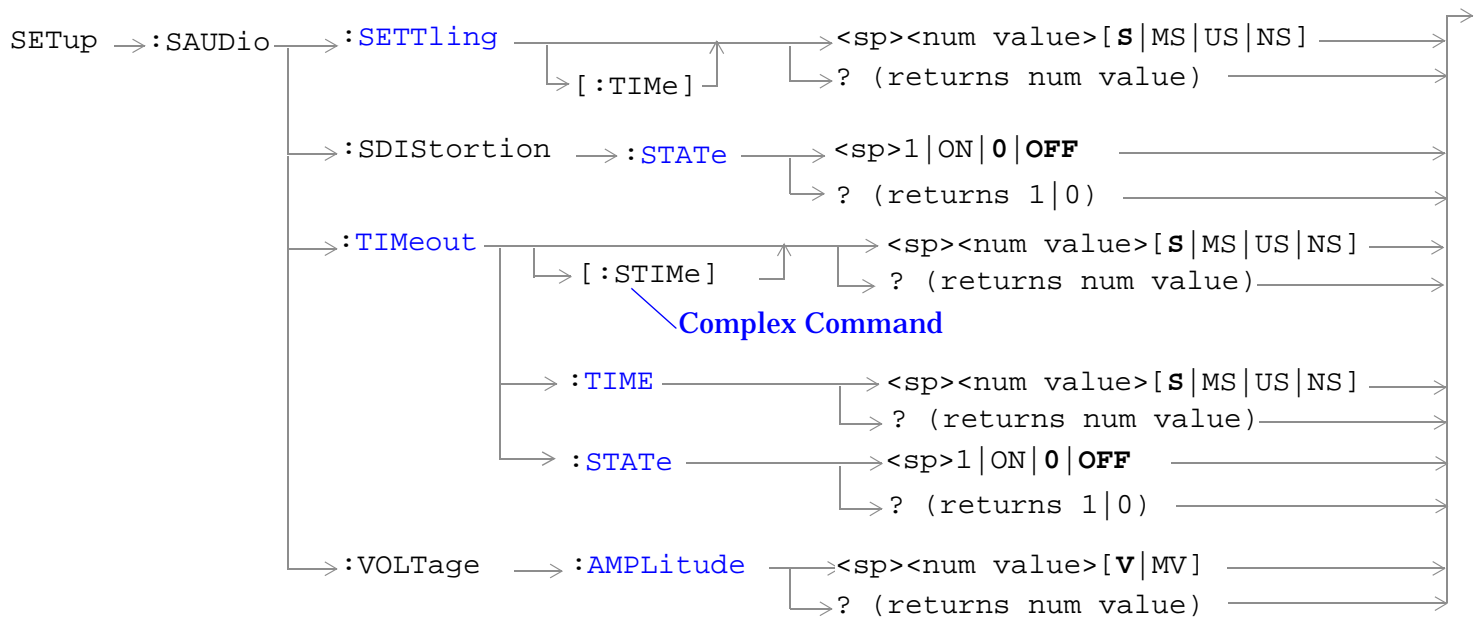 SETup :SAUDio :SETTling <sp><num value>[S|MS|US|NS]
[:TIMe] ? (returns num value)
:SDIStortion :STATe <sp>1|ON|0|OFF
? (returns 1|0)
:TIMeout <sp><num value>[S|MS|US|NS]
[:STIMe] ? (returns num value)
Complex Command
:TIME <sp><num value>[S|MS|US|NS]
? (returns num value)
:STATe <sp>1|ON|0|OFF
? (returns 1|0)
:VOLTage :AMPLitude <sp><num value>[V|MV]
? (returns num value)